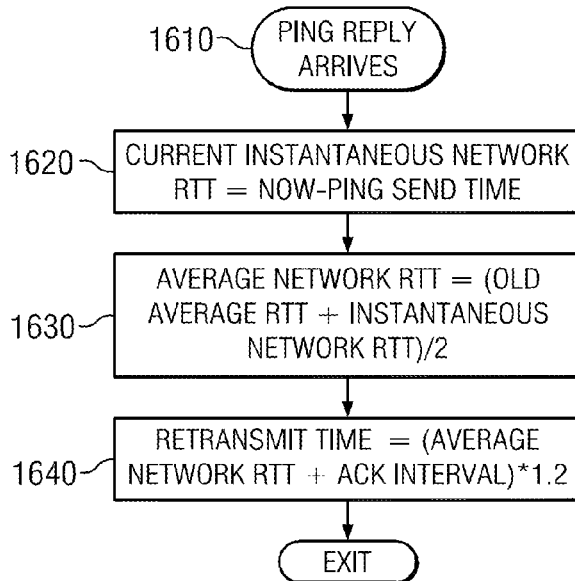 1610
PING REPLY
ARRIVES
1620
CURRENT INSTANTANEOUS NETWORK
RTT = NOW-PING SEND TIME
1630
AVERAGE NETWORK RTT = (OLD
AVERAGE RTT + INSTANTANEOUS
NETWORK RTT)/2
1640
RETRANSMIT TIME = (AVERAGE
NETWORK RTT + ACK INTERVAL)*1.2
EXIT